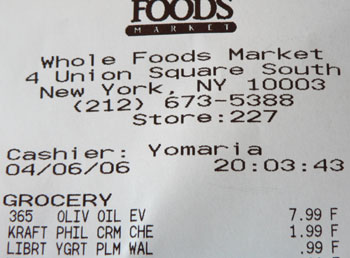 FOODS
MARKET
Whole Foods Market
4 Union Square South
New York, NY 10003
(212) 673-5388
Store:227
Cashier: Yomaria
04/06/06 20:03:43
GROCERY
365 OLIV OIL EV 7.99 F
KRAFT PHIL CRM CHE 1.99 F
LIBRT YGRT PLM WAL .99 F